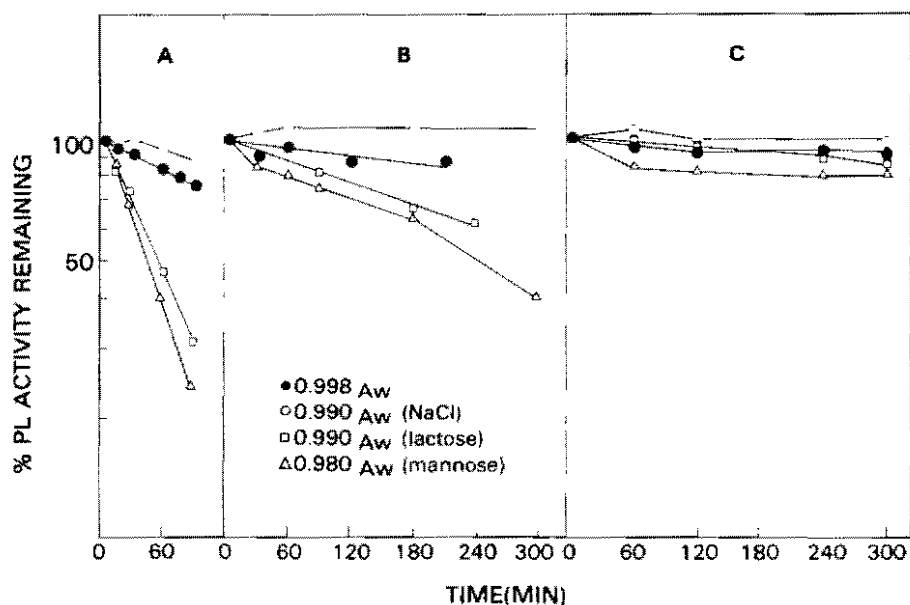 A B C
% PL ACTIVITY REMAINING
100
50
0.998 Aw
0.990 Aw (NaCl)
0.990 Aw (lactose)
0.980 Aw (mannose)
0 60 0 60 120 180 240 300 0 60 120 180 240 300
TIME(MIN)